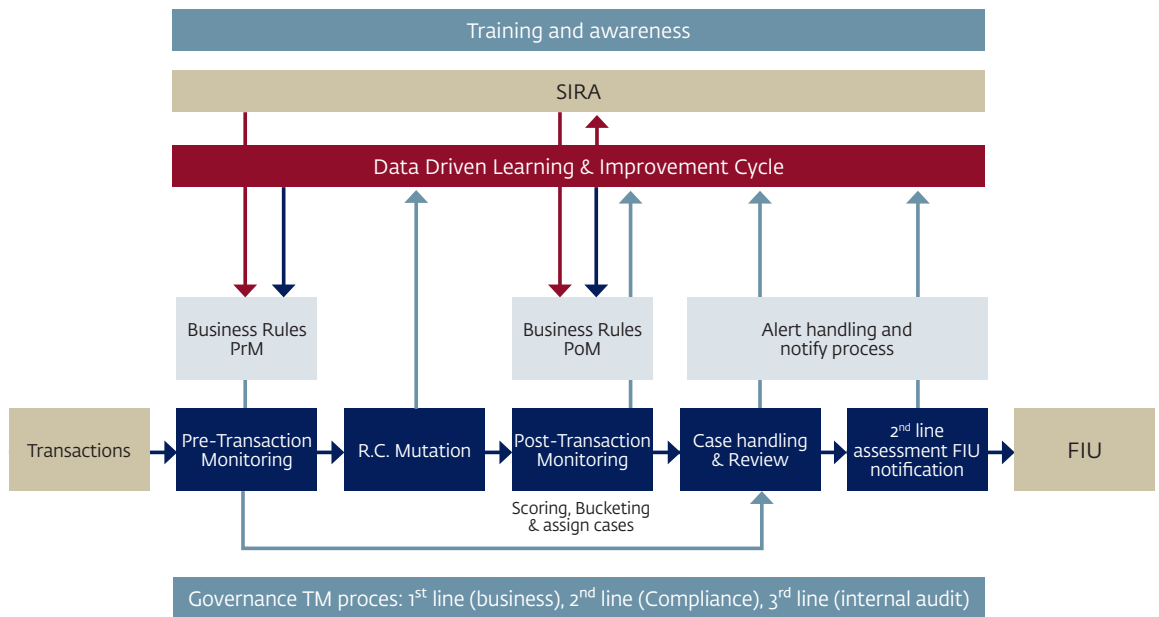 Training and awareness
SIRA
Data Driven Learning & Improvement Cycle
Business Rules
PrM
Business Rules
PoM
Alert handling and
notify process
Transactions
Pre-Transaction
Monitoring
R.C. Mutation
Post-Transaction
Monitoring
Case handling
& Review
2nd line
assessment FIU
notification
FIU
Scoring, Bucketing
& assign cases
Governance TM proces: 1st line (business), 2nd line (Compliance), 3rd line (internal audit)